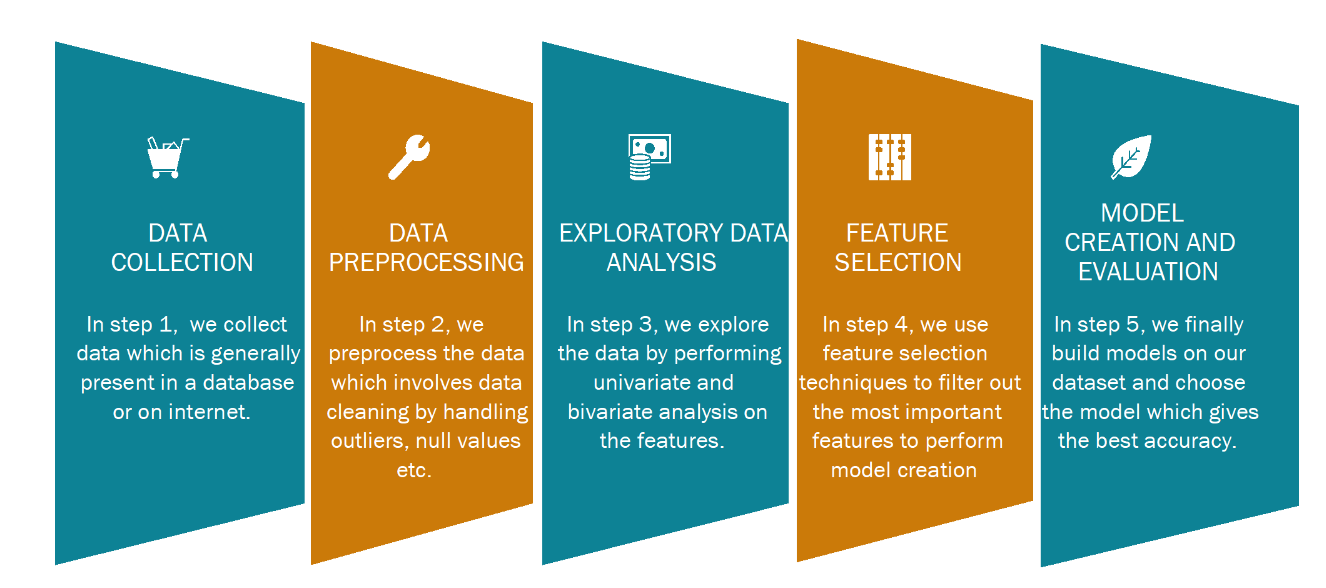 DATA
COLLECTION
In step 1,  we collect
data which is generally
present in a database
or on internet.
DATA
PREPROCESSING
In step 2, we
preprocess the data
which involves data
cleaning by handling
outliers, null values
etc.
EXPLORATORY DATA
ANALYSIS
In step 3, we explore
the data by performing
univariate and
bivariate analysis on
the features.
FEATURE
SELECTION
In step 4, we use
feature selection
techniques to filter out
the most important
features to perform
model creation
MODEL
CREATION AND
EVALUATION
In step 5, we finally
build models on our
dataset and choose
the model which gives
the best accuracy.